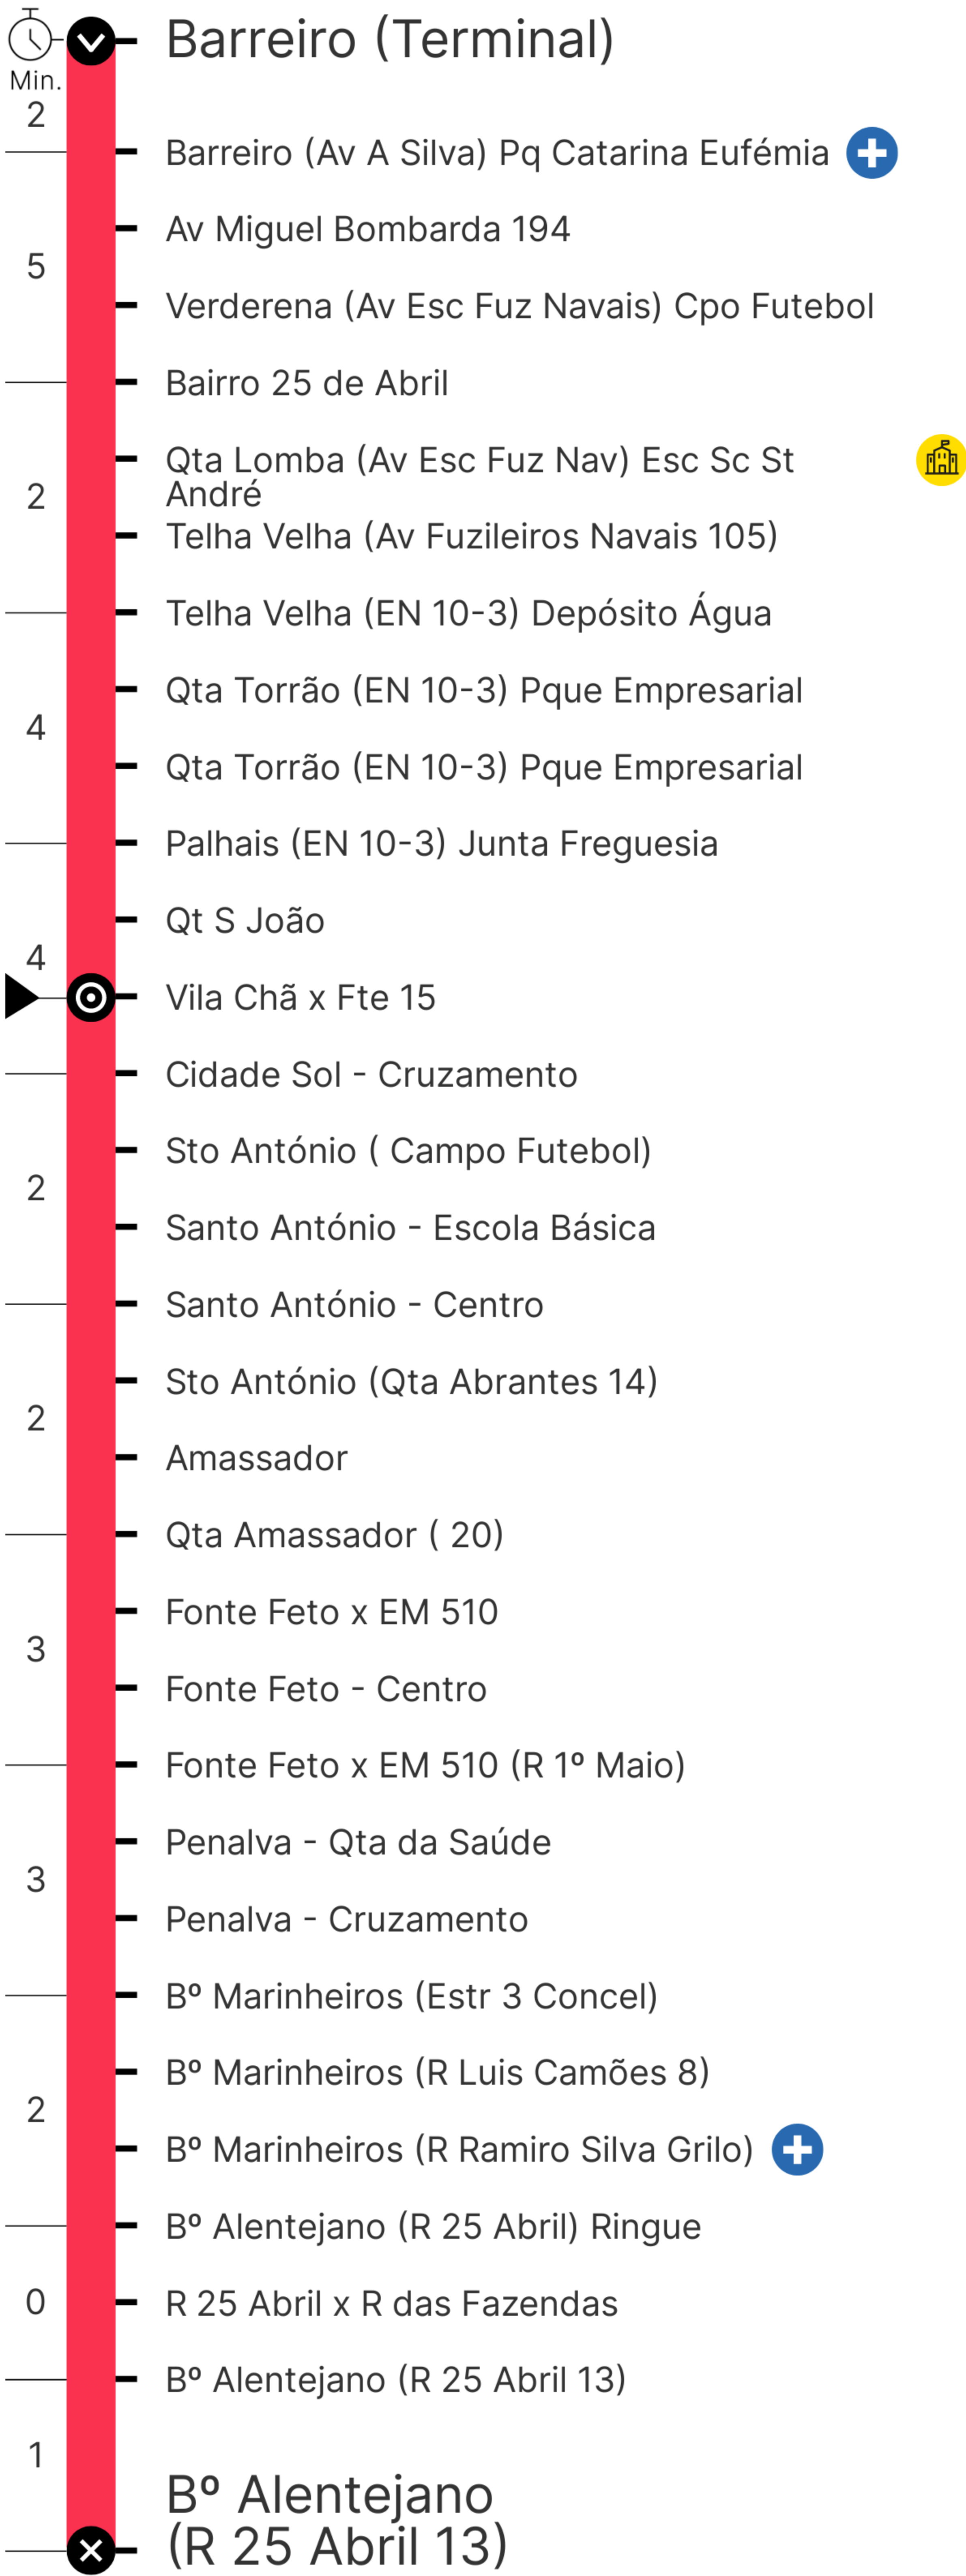 Barreiro (Terminal)
Min.
2
Barreiro (Av A Silva) Pq Catarina Eufémia
Av Miguel Bombarda 194
5
Verderena (Av Esc Fuz Navais) Cpo Futebol
Bairro 25 de Abril
Qta Lomba (Av Esc Fuz Nav) Esc Sc St
André
2
Telha Velha (Av Fuzileiros Navais 105)
Telha Velha (EN 10-3) Depósito Água
Qta Torrão (EN 10-3) Pque Empresarial
4
Qta Torrão (EN 10-3) Pque Empresarial
Palhais (EN 10-3) Junta Freguesia
Qt S João
4
Vila Chã x Fte 15
Cidade Sol - Cruzamento
Sto António ( Campo Futebol)
2
Santo António - Escola Básica
Santo António - Centro
Sto António (Qta Abrantes 14)
2
Amassador
Qta Amassador ( 20)
Fonte Feto x EM 510
3
Fonte Feto - Centro
Fonte Feto x EM 510 (R 1º Maio)
Penalva - Qta da Saúde
3
Penalva - Cruzamento
Bº Marinheiros (Estr 3 Concel)
Bº Marinheiros (R Luis Camões 8)
2
Bº Marinheiros (R Ramiro Silva Grilo)
Bº Alentejano (R 25 Abril) Ringue
0
R 25 Abril x R das Fazendas
Bº Alentejano (R 25 Abril 13)
1
Bº Alentejano
(R 25 Abril 13)